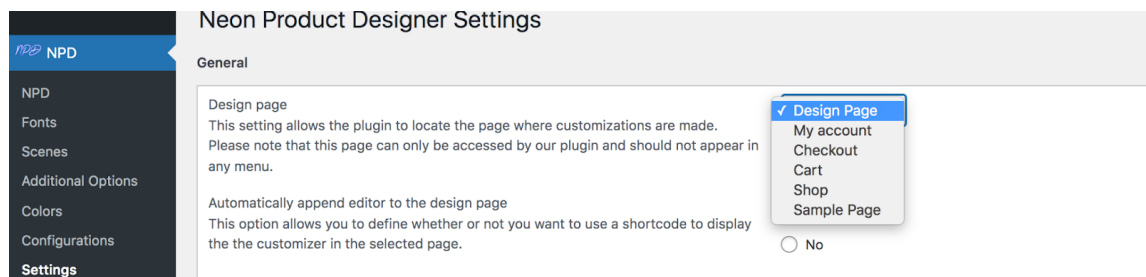 Neon Product Designer Settings
NPD NPD
General
NPD
Fonts
Scenes
Additional Options
Colors
Configurations
Settings
Design page
This setting allows the plugin to locate the page where customizations are made.
Please note that this page can only be accessed by our plugin and should not appear in
any menu.
✓ Design Page
My account
Checkout
Cart
Shop
Sample Page
Automatically append editor to the design page
This option allows you to define whether or not you want to use a shortcode to display
the the customizer in the selected page.
No